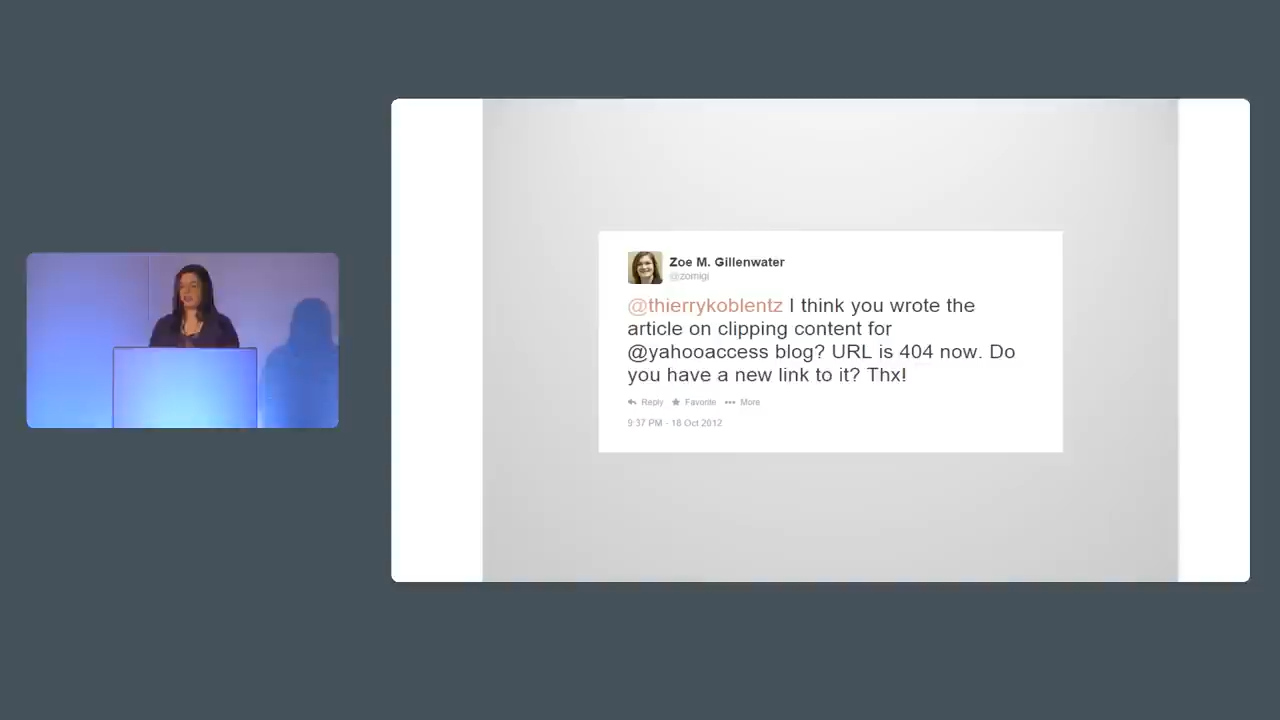 Zoe M. Gillenwater
@zomigi
@thierrykoblentz I think you wrote the
article on clipping content for
@yahooaccess blog? URL is 404 now. Do
you have a new link to it? Thx!
Reply Favorite More
9:37 PM - 18 Oct 2012